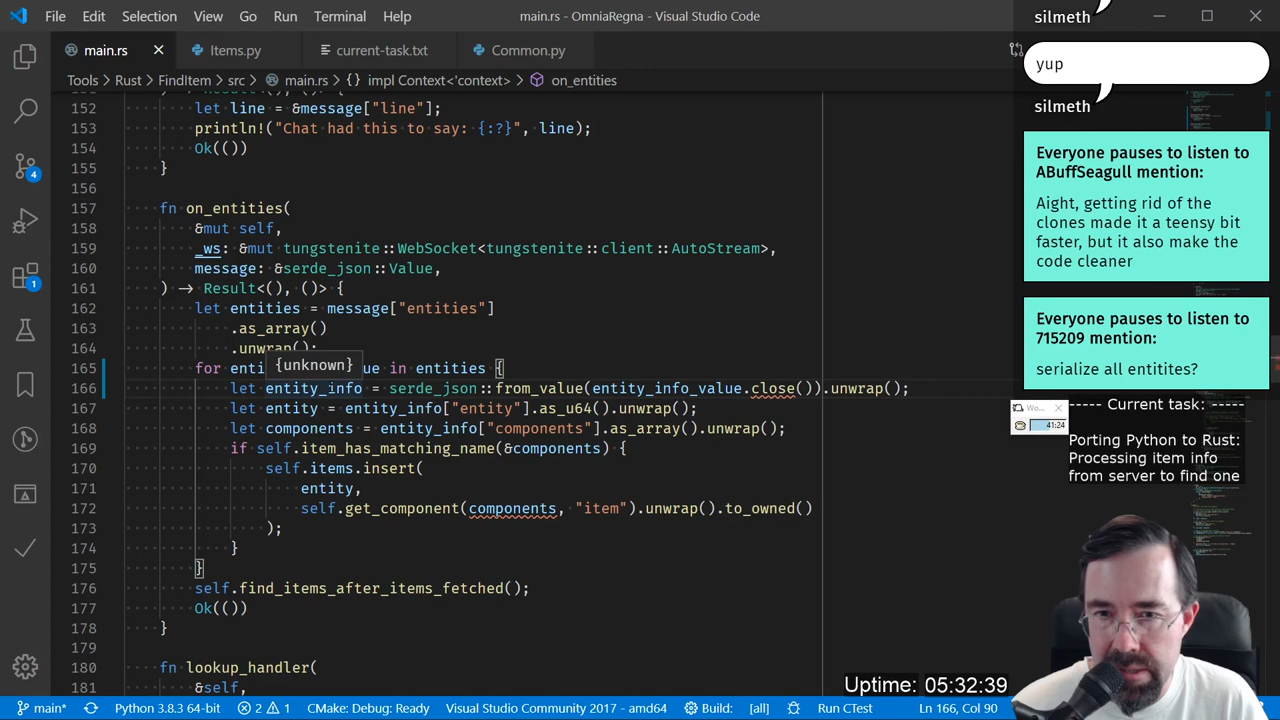 File Edit Selection View Go Run Terminal Help main.rs - OmniaRegna - Visual Studio Code
main.rs Items.py current-task.txt Common.py
Tools > Rust > FindItem > src > main.rs > {} impl Context<'context> > on_entities
152 let line = &message["line"];
153 println!("Chat had this to say: {:?}", line);
154 Ok(())
155 }
156
157 fn on_entities(
158 &mut self,
159 _ws: &mut tungstenite::WebSocket<tungstenite::client::AutoStream>,
160 message: &serde_json::Value,
161 ) -> Result<(), ()> {
162 let entities = message["entities"]
163 .as_array()
164 .unwrap();
{unknown}
165 for enti ue in entities {
166 let entity_info = serde_json::from_value(entity_info_value.close()).unwrap();
167 let entity = entity_info["entity"].as_u64().unwrap();
168 let components = entity_info["components"].as_array().unwrap();
169 if self.item_has_matching_name(&components) {
170 self.items.insert(
171 entity,
172 self.get_component(components, "item").unwrap().to_owned()
173 );
174 }
175 }
176 self.find_items_after_items_fetched();
177 Ok(())
178 }
179
180 fn lookup_handler(
181 &self,
silmeth
yup
silmeth
Everyone pauses to listen to
ABuffSeagull mention:
Aight, getting rid of the
clones made it a teensy bit
faster, but it also make the
code cleaner
Everyone pauses to listen to
715209 mention:
serialize all entitites?
Wo...
41:24
----- Current task: -----
Porting Python to Rust:
Processing item info
from server to find one
4
1
Uptime: 05:32:39
main* Python 3.8.3 64-bit 2 1 CMake: Debug: Ready Visual Studio Community 2017 - amd64 Build: [all] Run CTest Ln 166, Col 90